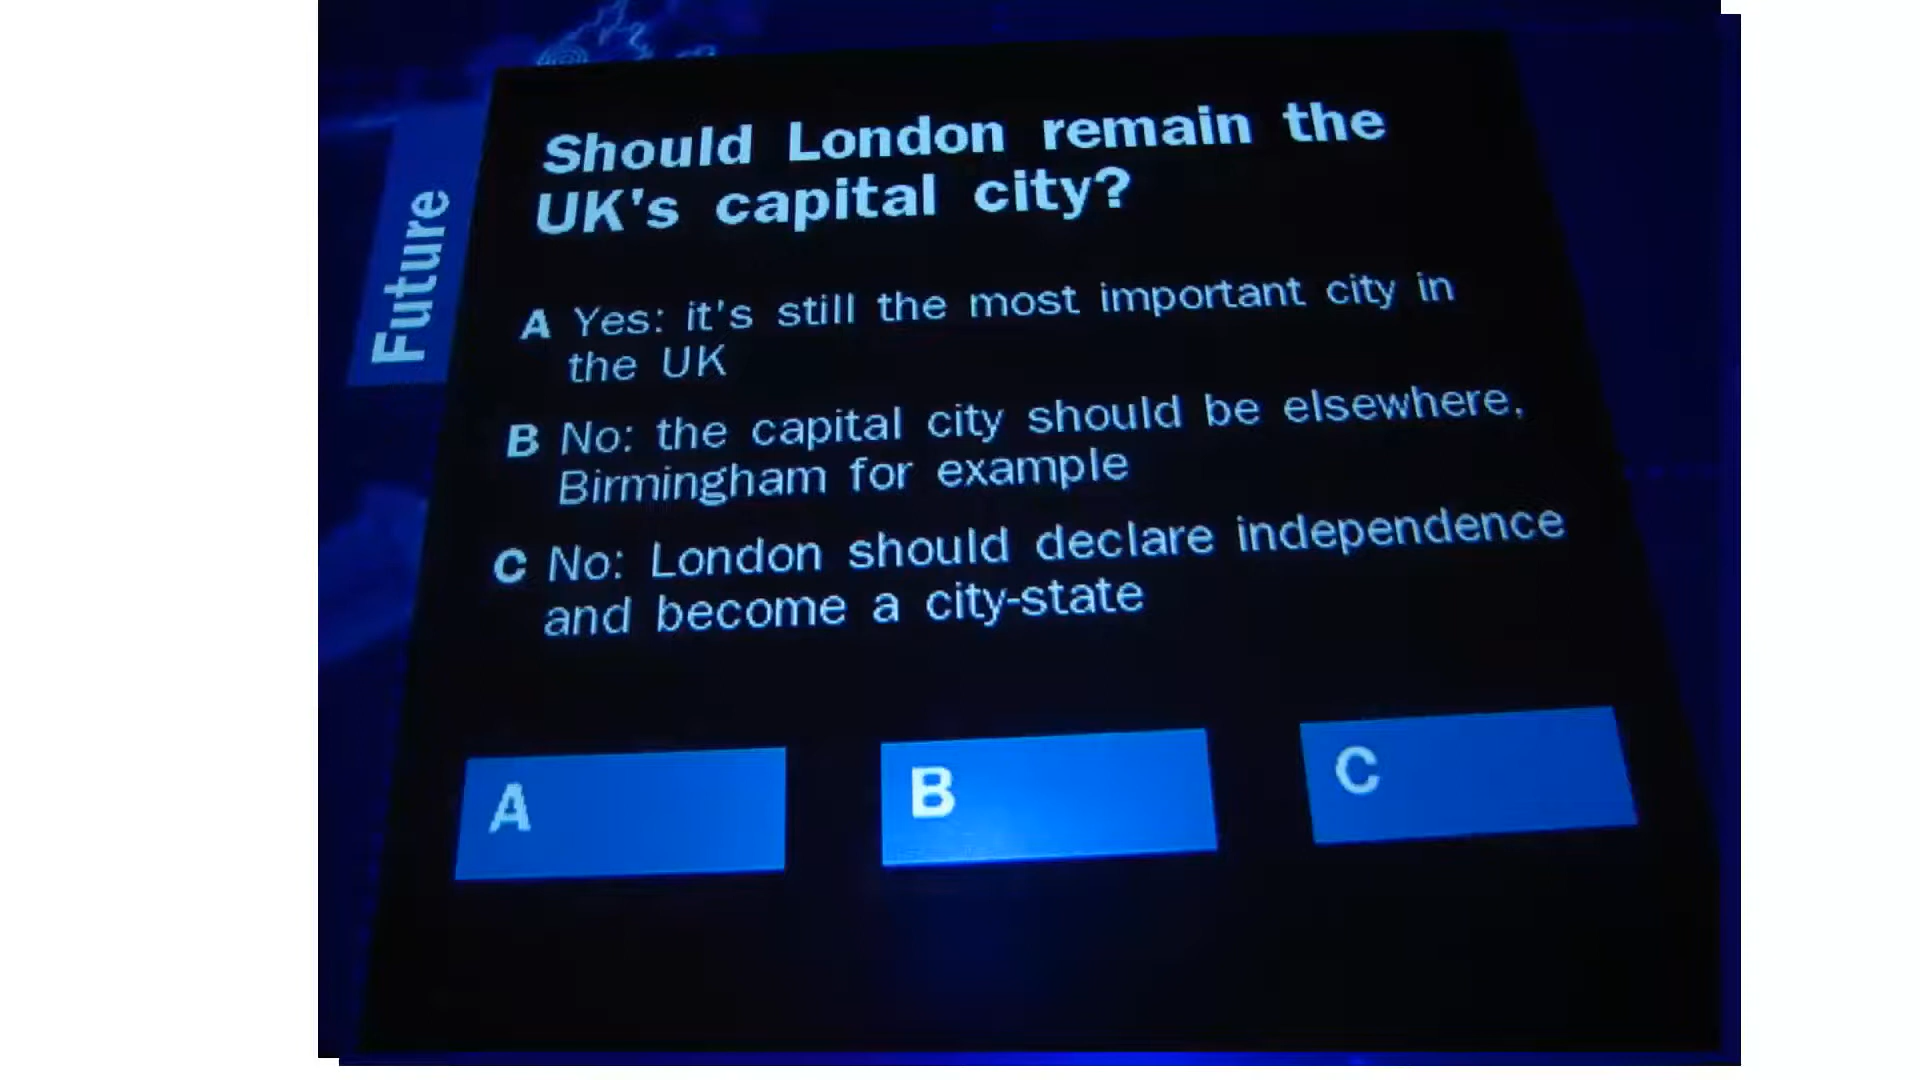 Future
Should London remain the
UK's capital city?
A Yes: it's still the most important city in
the UK
B No: the capital city should be elsewhere,
Birmingham for example
C No: London should declare independence
and become a city-state
A
B
C